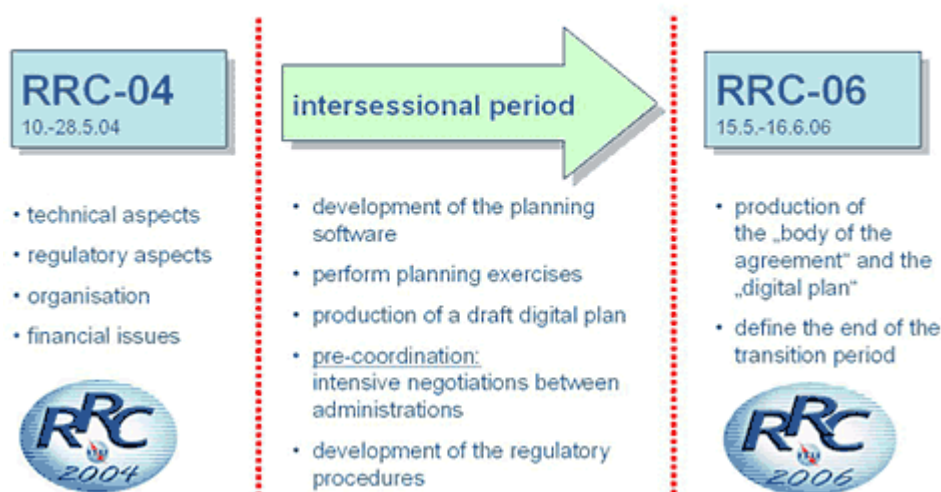 RRC-04
10.-28.5.04
• technical aspects
• regulatory aspects
• organisation
• financial issues
RRC
2004
intersessional period
• development of the planning
software
• perform planning exercises
• production of a draft digital plan
• pre-coordination:
intensive negotiations between
administrations
• development of the regulatory
procedures
RRC-06
15.5.-16.6.06
• production of
the „body of the
agreement“ and the
„digital plan“
• define the end of the
transition period
RRC
2006